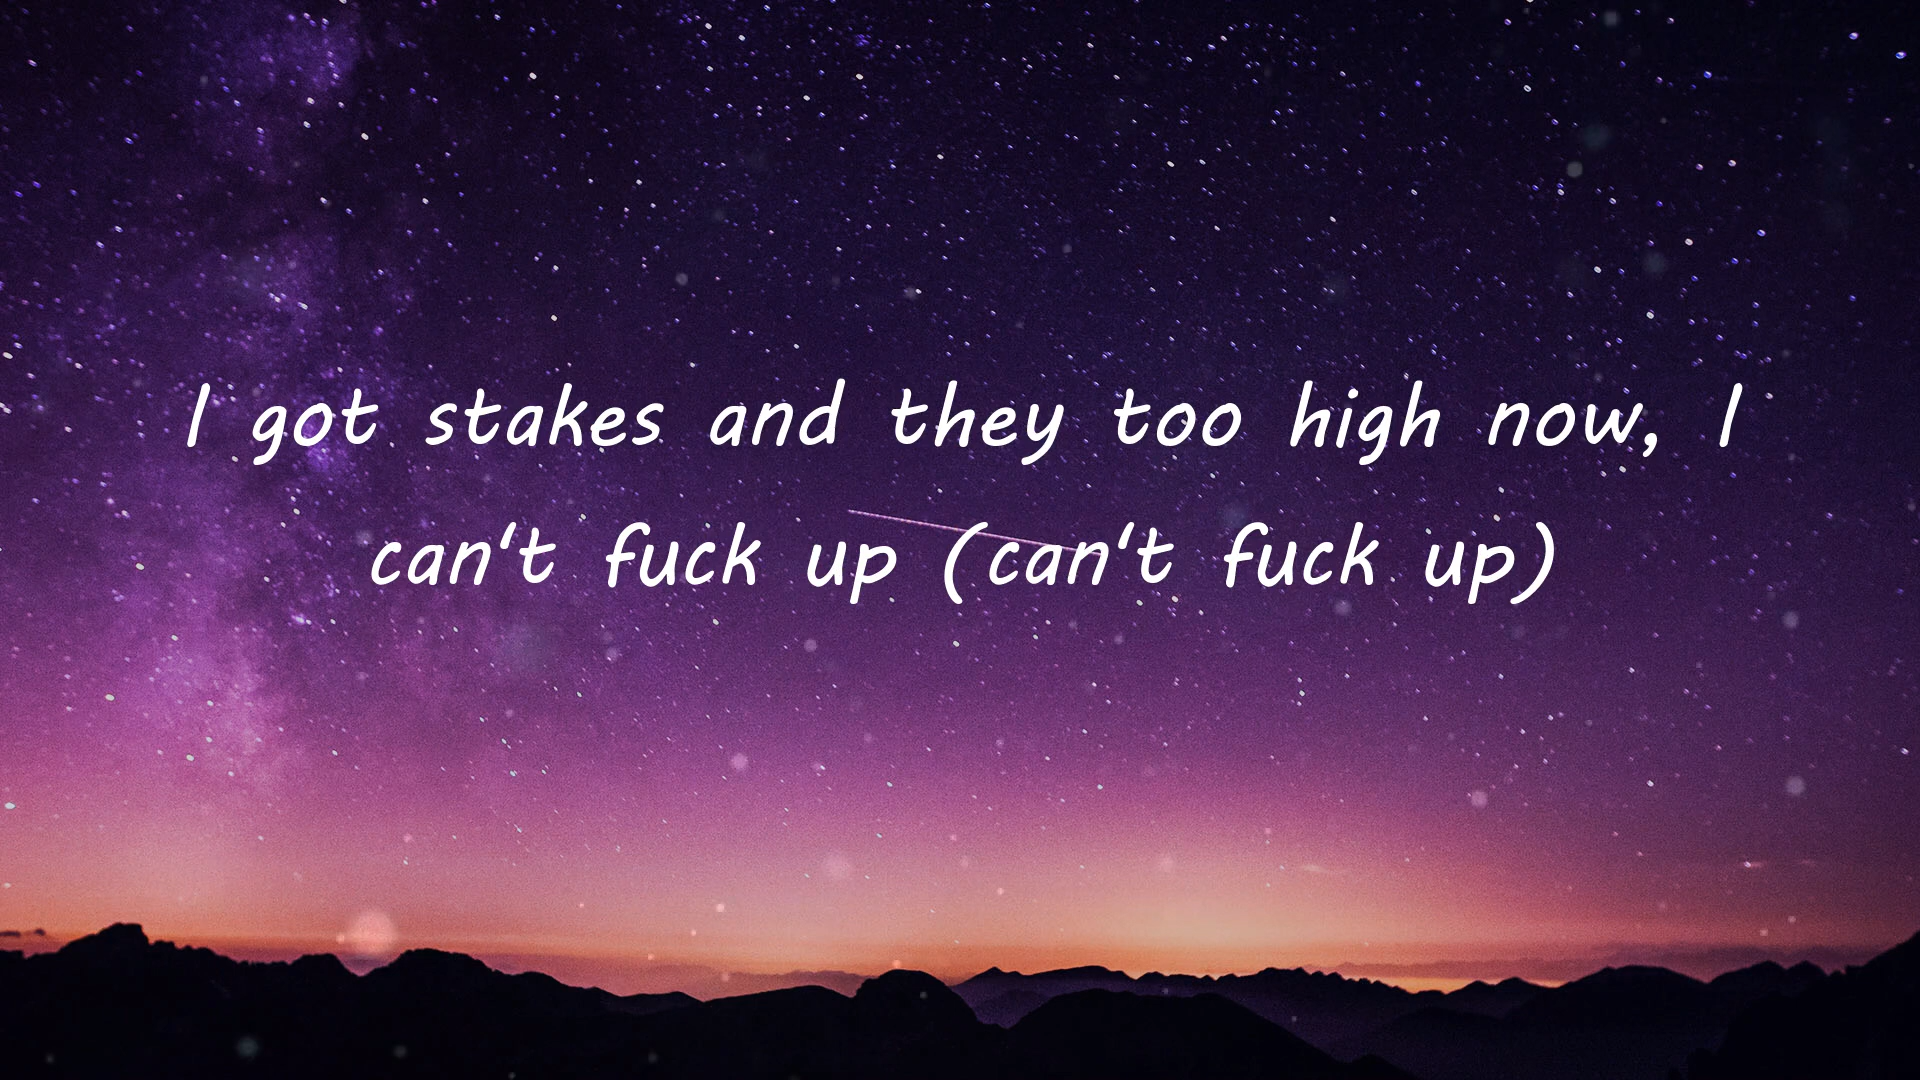 I got stakes and they too high now, I
can't fuck up (can't fuck up)